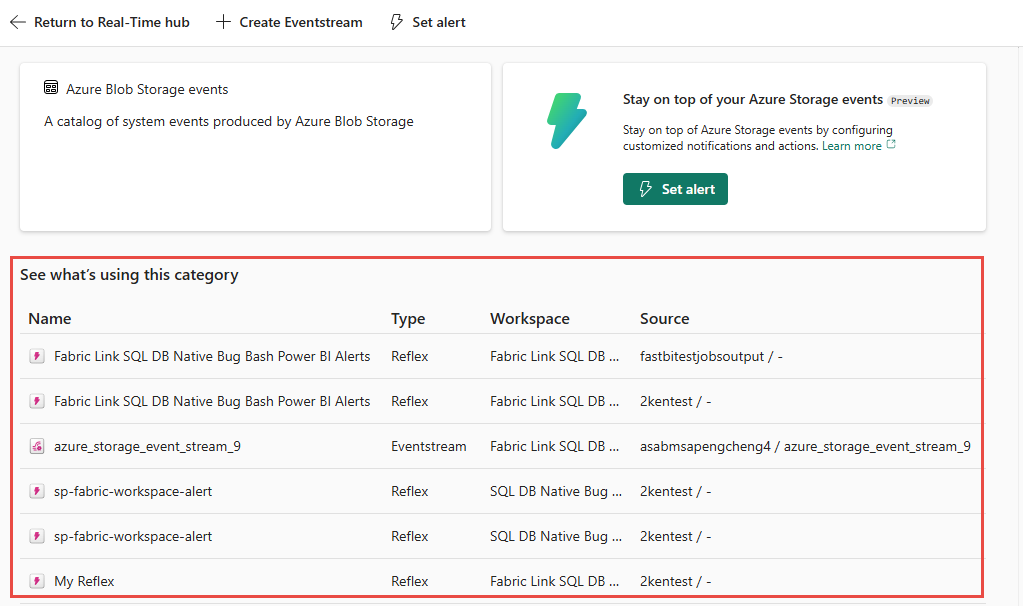 Return to Real-Time hub Create Eventstream Set alert
Azure Blob Storage events
A catalog of system events produced by Azure Blob Storage
Stay on top of your Azure Storage events Preview
Stay on top of Azure Storage events by configuring
customized notifications and actions. Learn more
Set alert
See what's using this category
Name Type Workspace Source
Fabric Link SQL DB Native Bug Bash Power BI Alerts Reflex Fabric Link SQL DB ... fastbitestjobsoutput / -
Fabric Link SQL DB Native Bug Bash Power BI Alerts Reflex Fabric Link SQL DB ... 2kentest / -
azure_storage_event_stream_9 Eventstream Fabric Link SQL DB ... asabmsapengcheng4 / azure_storage_event_stream_9
sp-fabric-workspace-alert Reflex SQL DB Native Bug ... 2kentest / -
sp-fabric-workspace-alert Reflex SQL DB Native Bug ... 2kentest / -
My Reflex Reflex Fabric Link SQL DB ... 2kentest / -